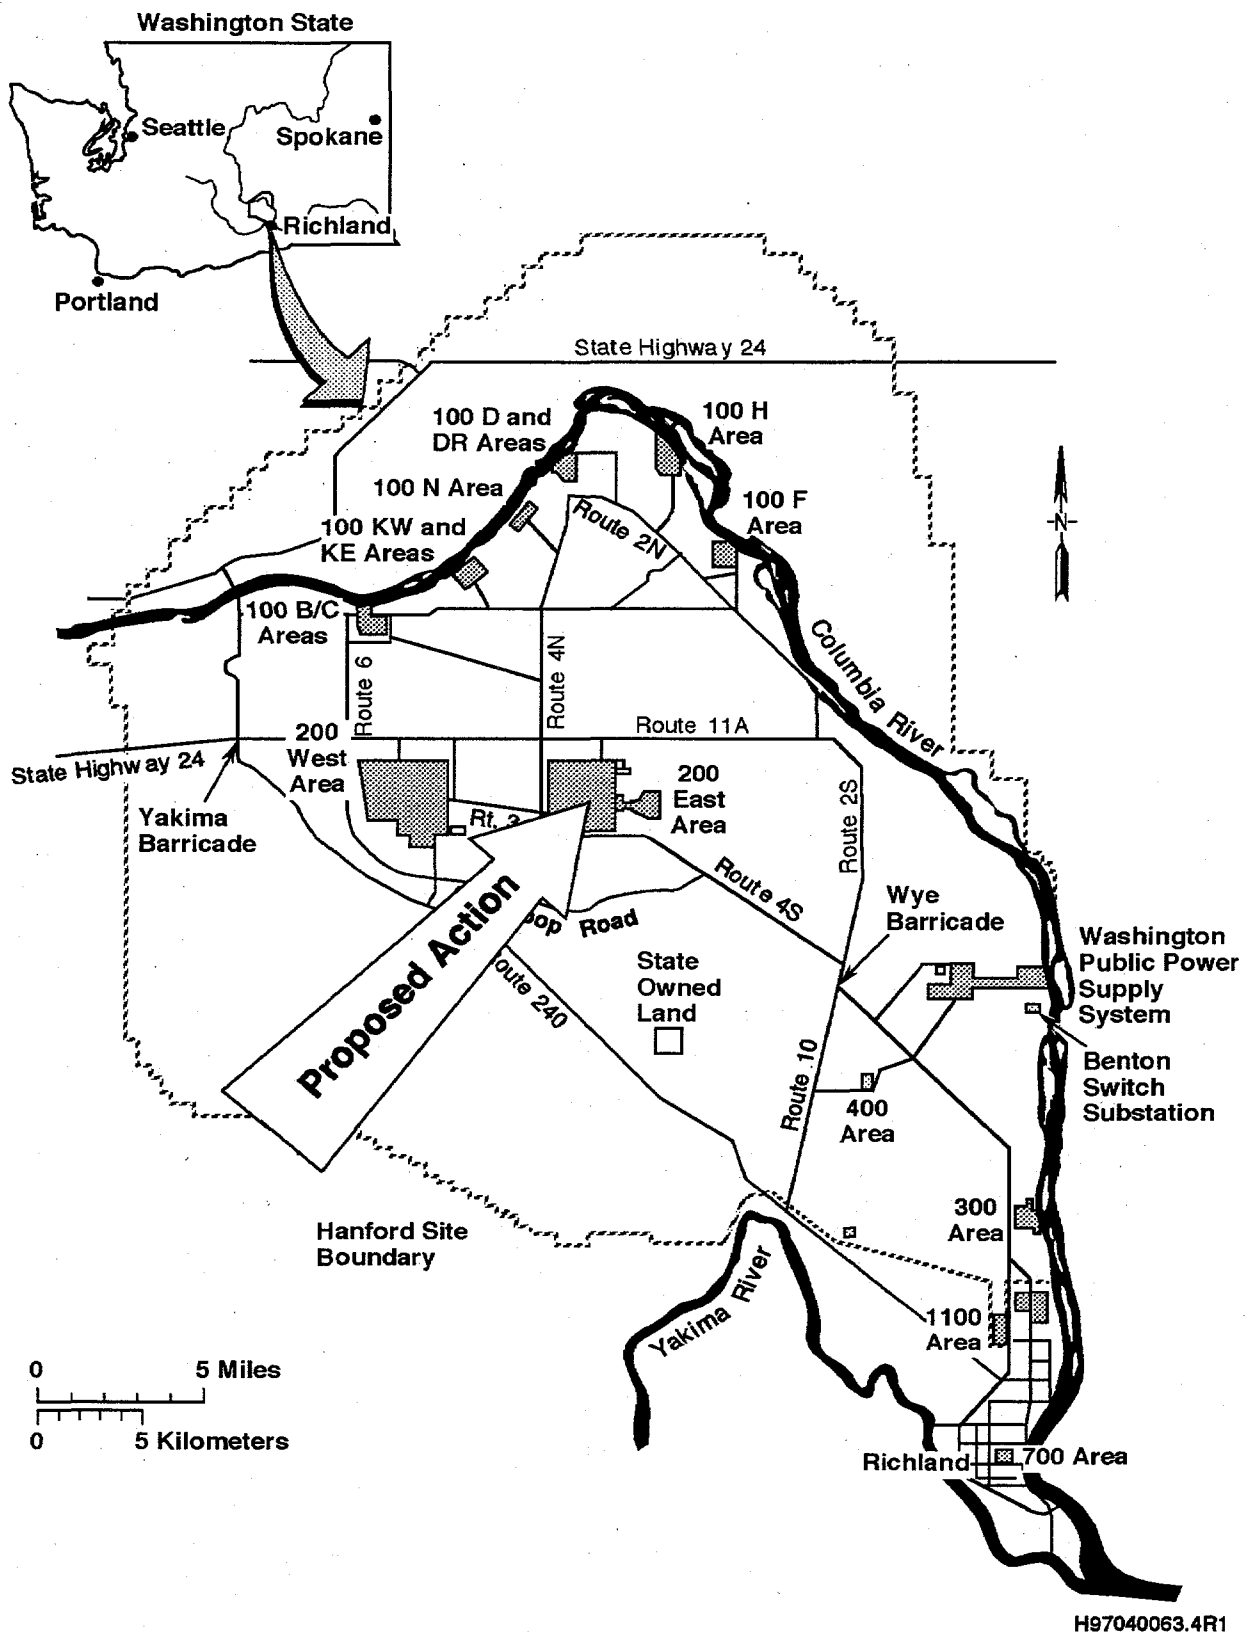 Washington State
Seattle
Spokane
Richland
Portland
State Highway 24
100 D and
DR Areas
100 H
Area
100 N Area
100 F
Area
Route 2N
100 KW and
KE Areas
N
100 B/C
Areas
Columbia River
Route 6
Route 4N
Route 11A
200
West
Area
State Highway 24
200
East
Area
Yakima
Barricade
Rt. 3
Route 2S
Route 4S
Wye
Barricade
Proposed Action
oop Road
Washington
Public Power
Supply
System
State
Owned
Land
oute 240
Route 10
Benton
Switch
Substation
400
Area
300
Area
Hanford Site
Boundary
Yakima River
1100
Area
0 5 Miles
0 5 Kilometers
Richland
700 Area
H97040063.4R1